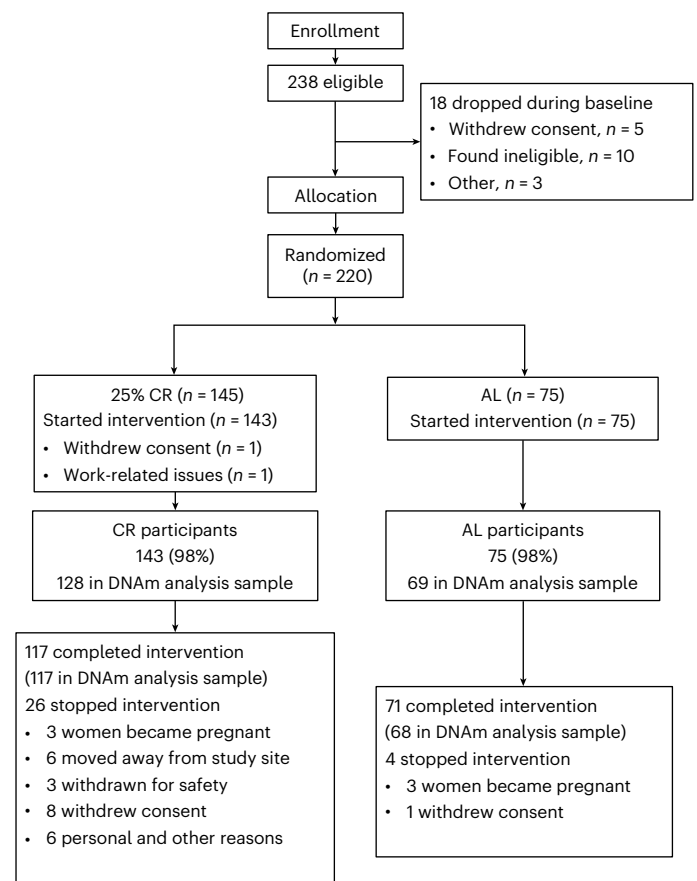 Enrollment
238 eligible
18 dropped during baseline
• Withdrew consent, n = 5
• Found ineligible, n = 10
• Other, n = 3
Allocation
Randomized
(n = 220)
25% CR (n = 145)
Started intervention (n = 143)
• Withdrew consent (n = 1)
• Work-related issues (n = 1)
AL (n = 75)
Started intervention (n = 75)
CR participants
143 (98%)
128 in DNAm analysis sample
AL participants
75 (98%)
69 in DNAm analysis sample
117 completed intervention
(117 in DNAm analysis sample)
26 stopped intervention
• 3 women became pregnant
• 6 moved away from study site
• 3 withdrawn for safety
• 8 withdrew consent
• 6 personal and other reasons
71 completed intervention
(68 in DNAm analysis sample)
4 stopped intervention
• 3 women became pregnant
• 1 withdrew consent